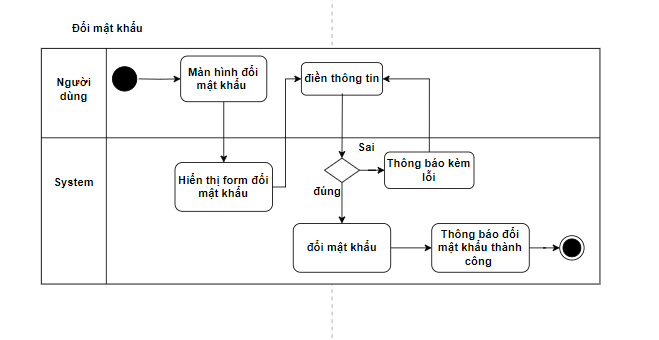 Đổi mật khẩu
Người
dùng
Màn hình đổi
mật khẩu
điền thông tin
System
Hiển thị form đổi
mật khẩu
Sai
Thông báo kèm
lỗi
đúng
đổi mật khẩu
Thông báo đổi
mật khẩu thành
công